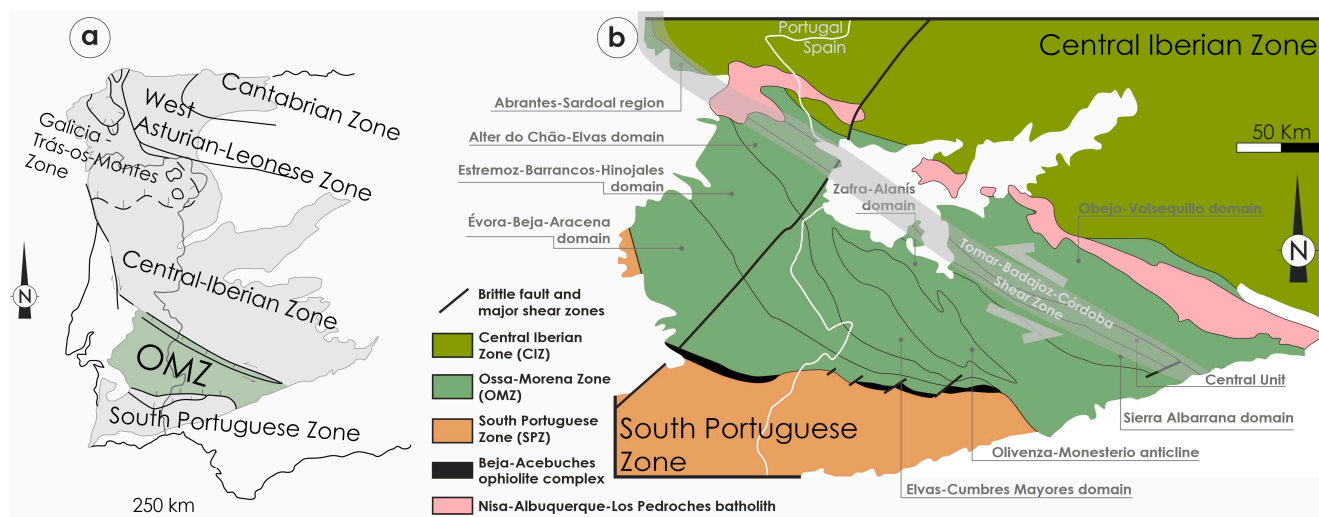 a
Cantabrian Zone
West
Asturian-Leonese Zone
Galicia -
Trás-os-Montes
Zone
Central-Iberian Zone
N
OMZ
South Portuguese Zone
250 km
b
Portugal
Spain
Central Iberian Zone
50 Km
N
Abrantes-Sardoal region
Alter do Chão-Elvas domain
Estremoz-Barrancos-Hinojales
domain
Évora-Beja-Aracena
domain
Zafra-Alanís
domain
Obejo-Valsequillo domain
Tomar-Badajoz-Córdoba
Shear Zone
Central Unit
Sierra Albarrana domain
Olivenza-Monesterio anticline
Elvas-Cumbres Mayores domain
South Portuguese
Zone
Brittle fault and
major shear zones
Central Iberian
Zone (CIZ)
Ossa-Morena Zone
(OMZ)
South Portuguese
Zone (SPZ)
Beja-Acebuches
ophiolite complex
Nisa-Albuquerque-Los Pedroches batholith